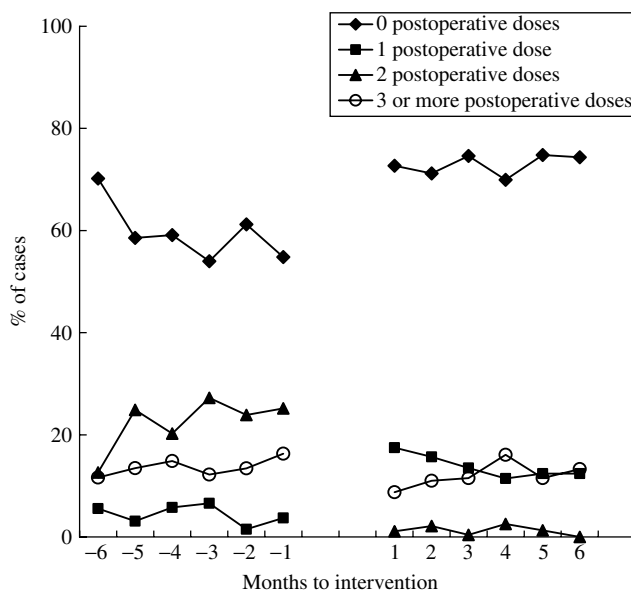 100
80
60
40
20
0
% of cases
0 postoperative doses
1 postoperative dose
2 postoperative doses
3 or more postoperative doses
–6 –5 –4 –3 –2 –1 1 2 3 4 5 6
Months to intervention